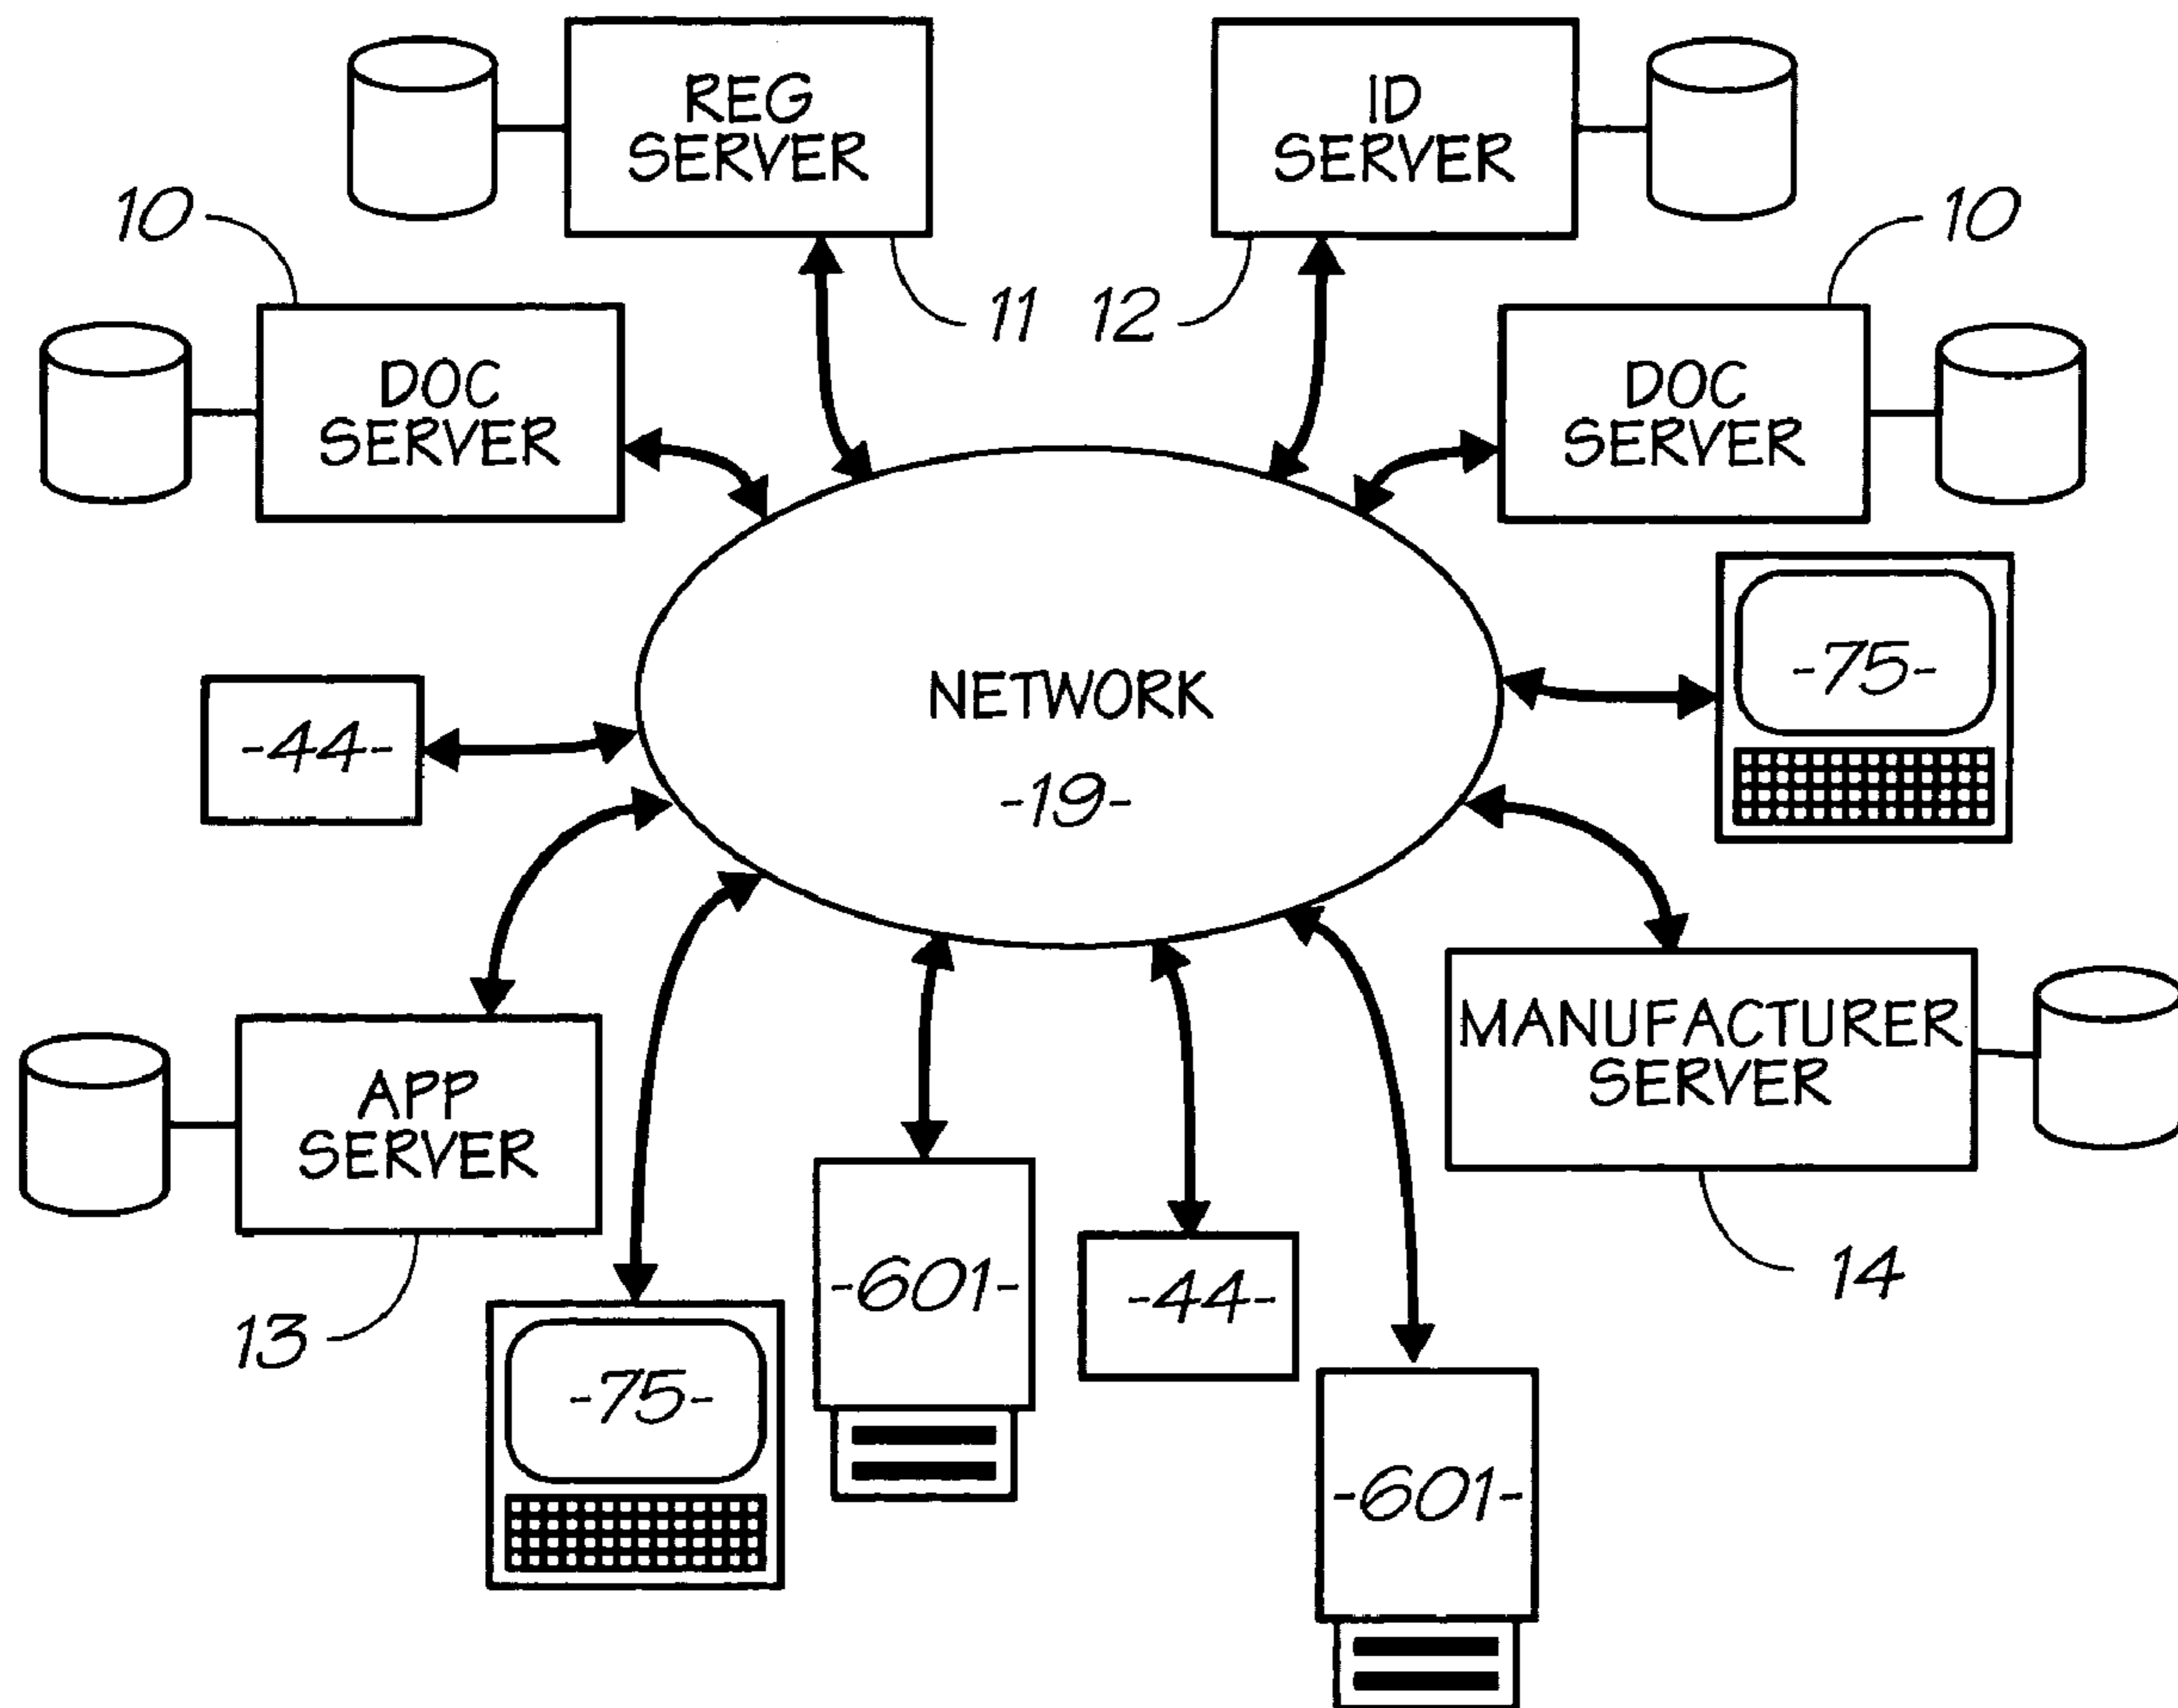 REG
SERVER
ID
SERVER
10
10
11
12
DOC
SERVER
DOC
SERVER
-75-
NETWORK
-19-
-44-
MANUFACTURER
SERVER
APP
SERVER
-601-
-44-
14
13
-75-
-601-